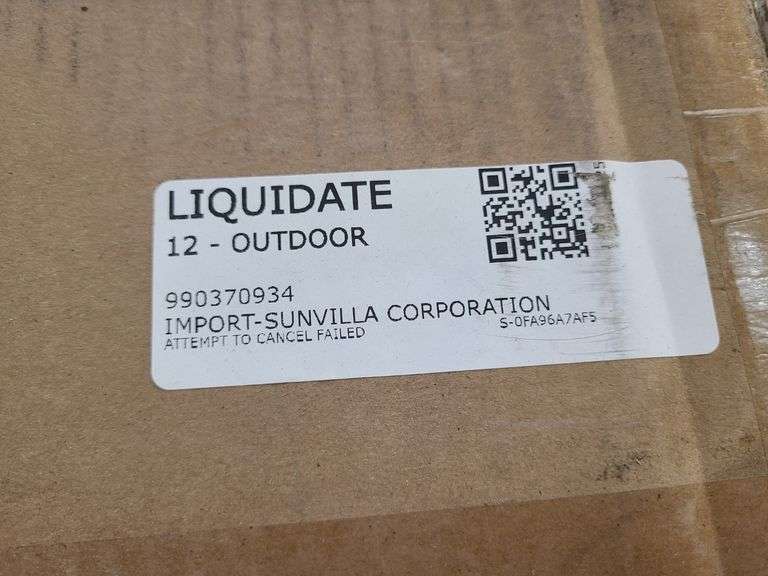 LIQUIDATE
12 - OUTDOOR
990370934
IMPORT-SUNVILLA CORPORATION
ATTEMPT TO CANCEL FAILED
S-0FA96A7AF5